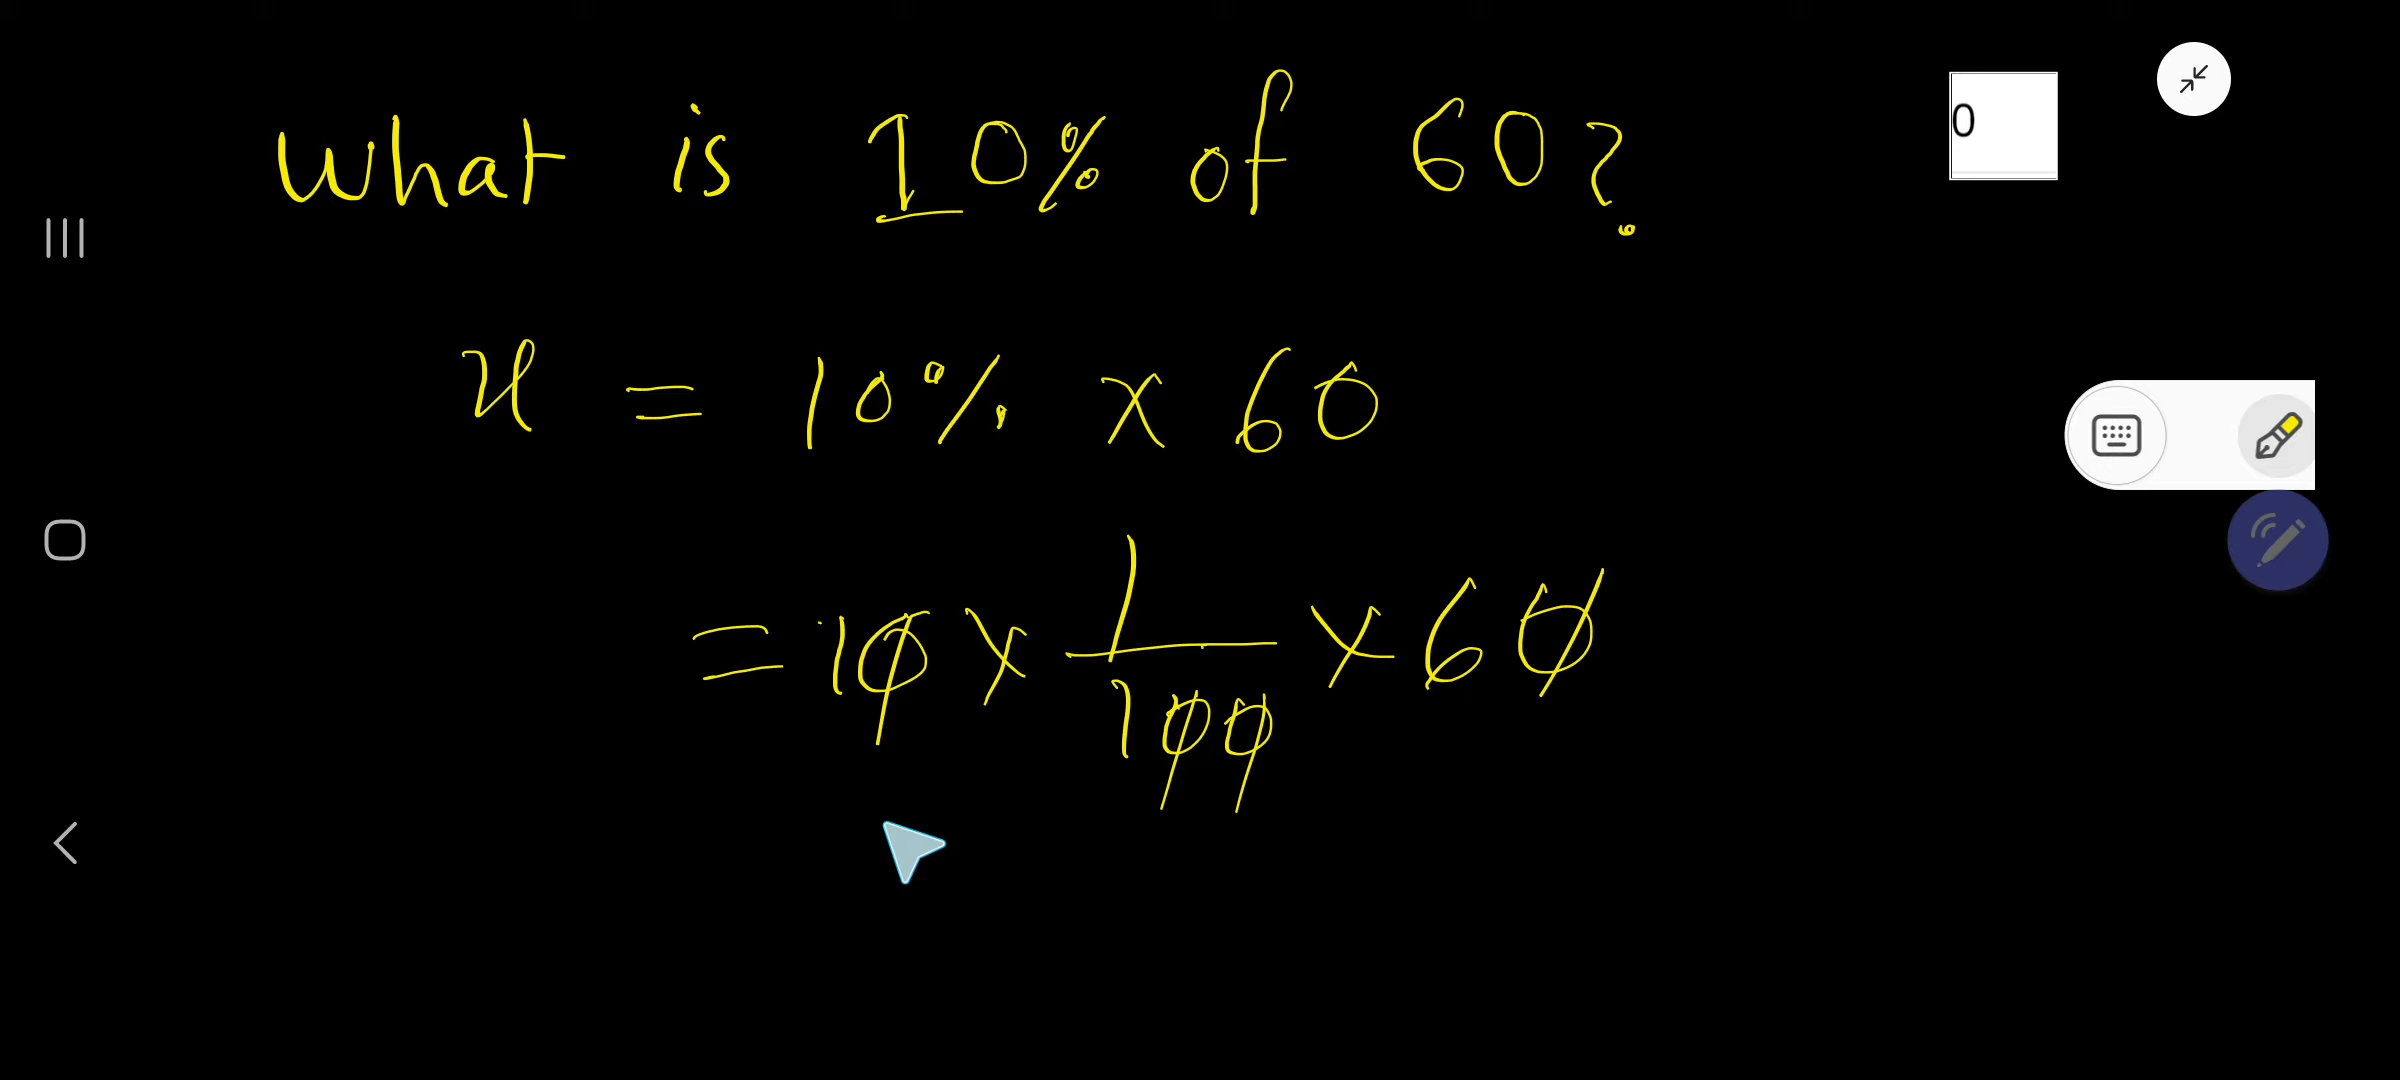 What is 10% of 60?
0
x = 10% x 60
= 10 x 1/100 x 60